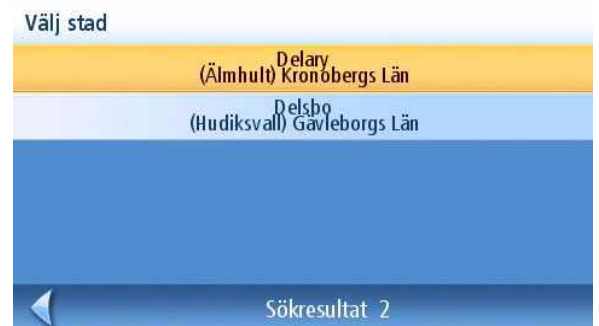 Välj stad
Delary
(Älmhult) Kronobergs Län
Delsbo
(Hudiksvall) Gävleborgs Län
Sökresultat 2